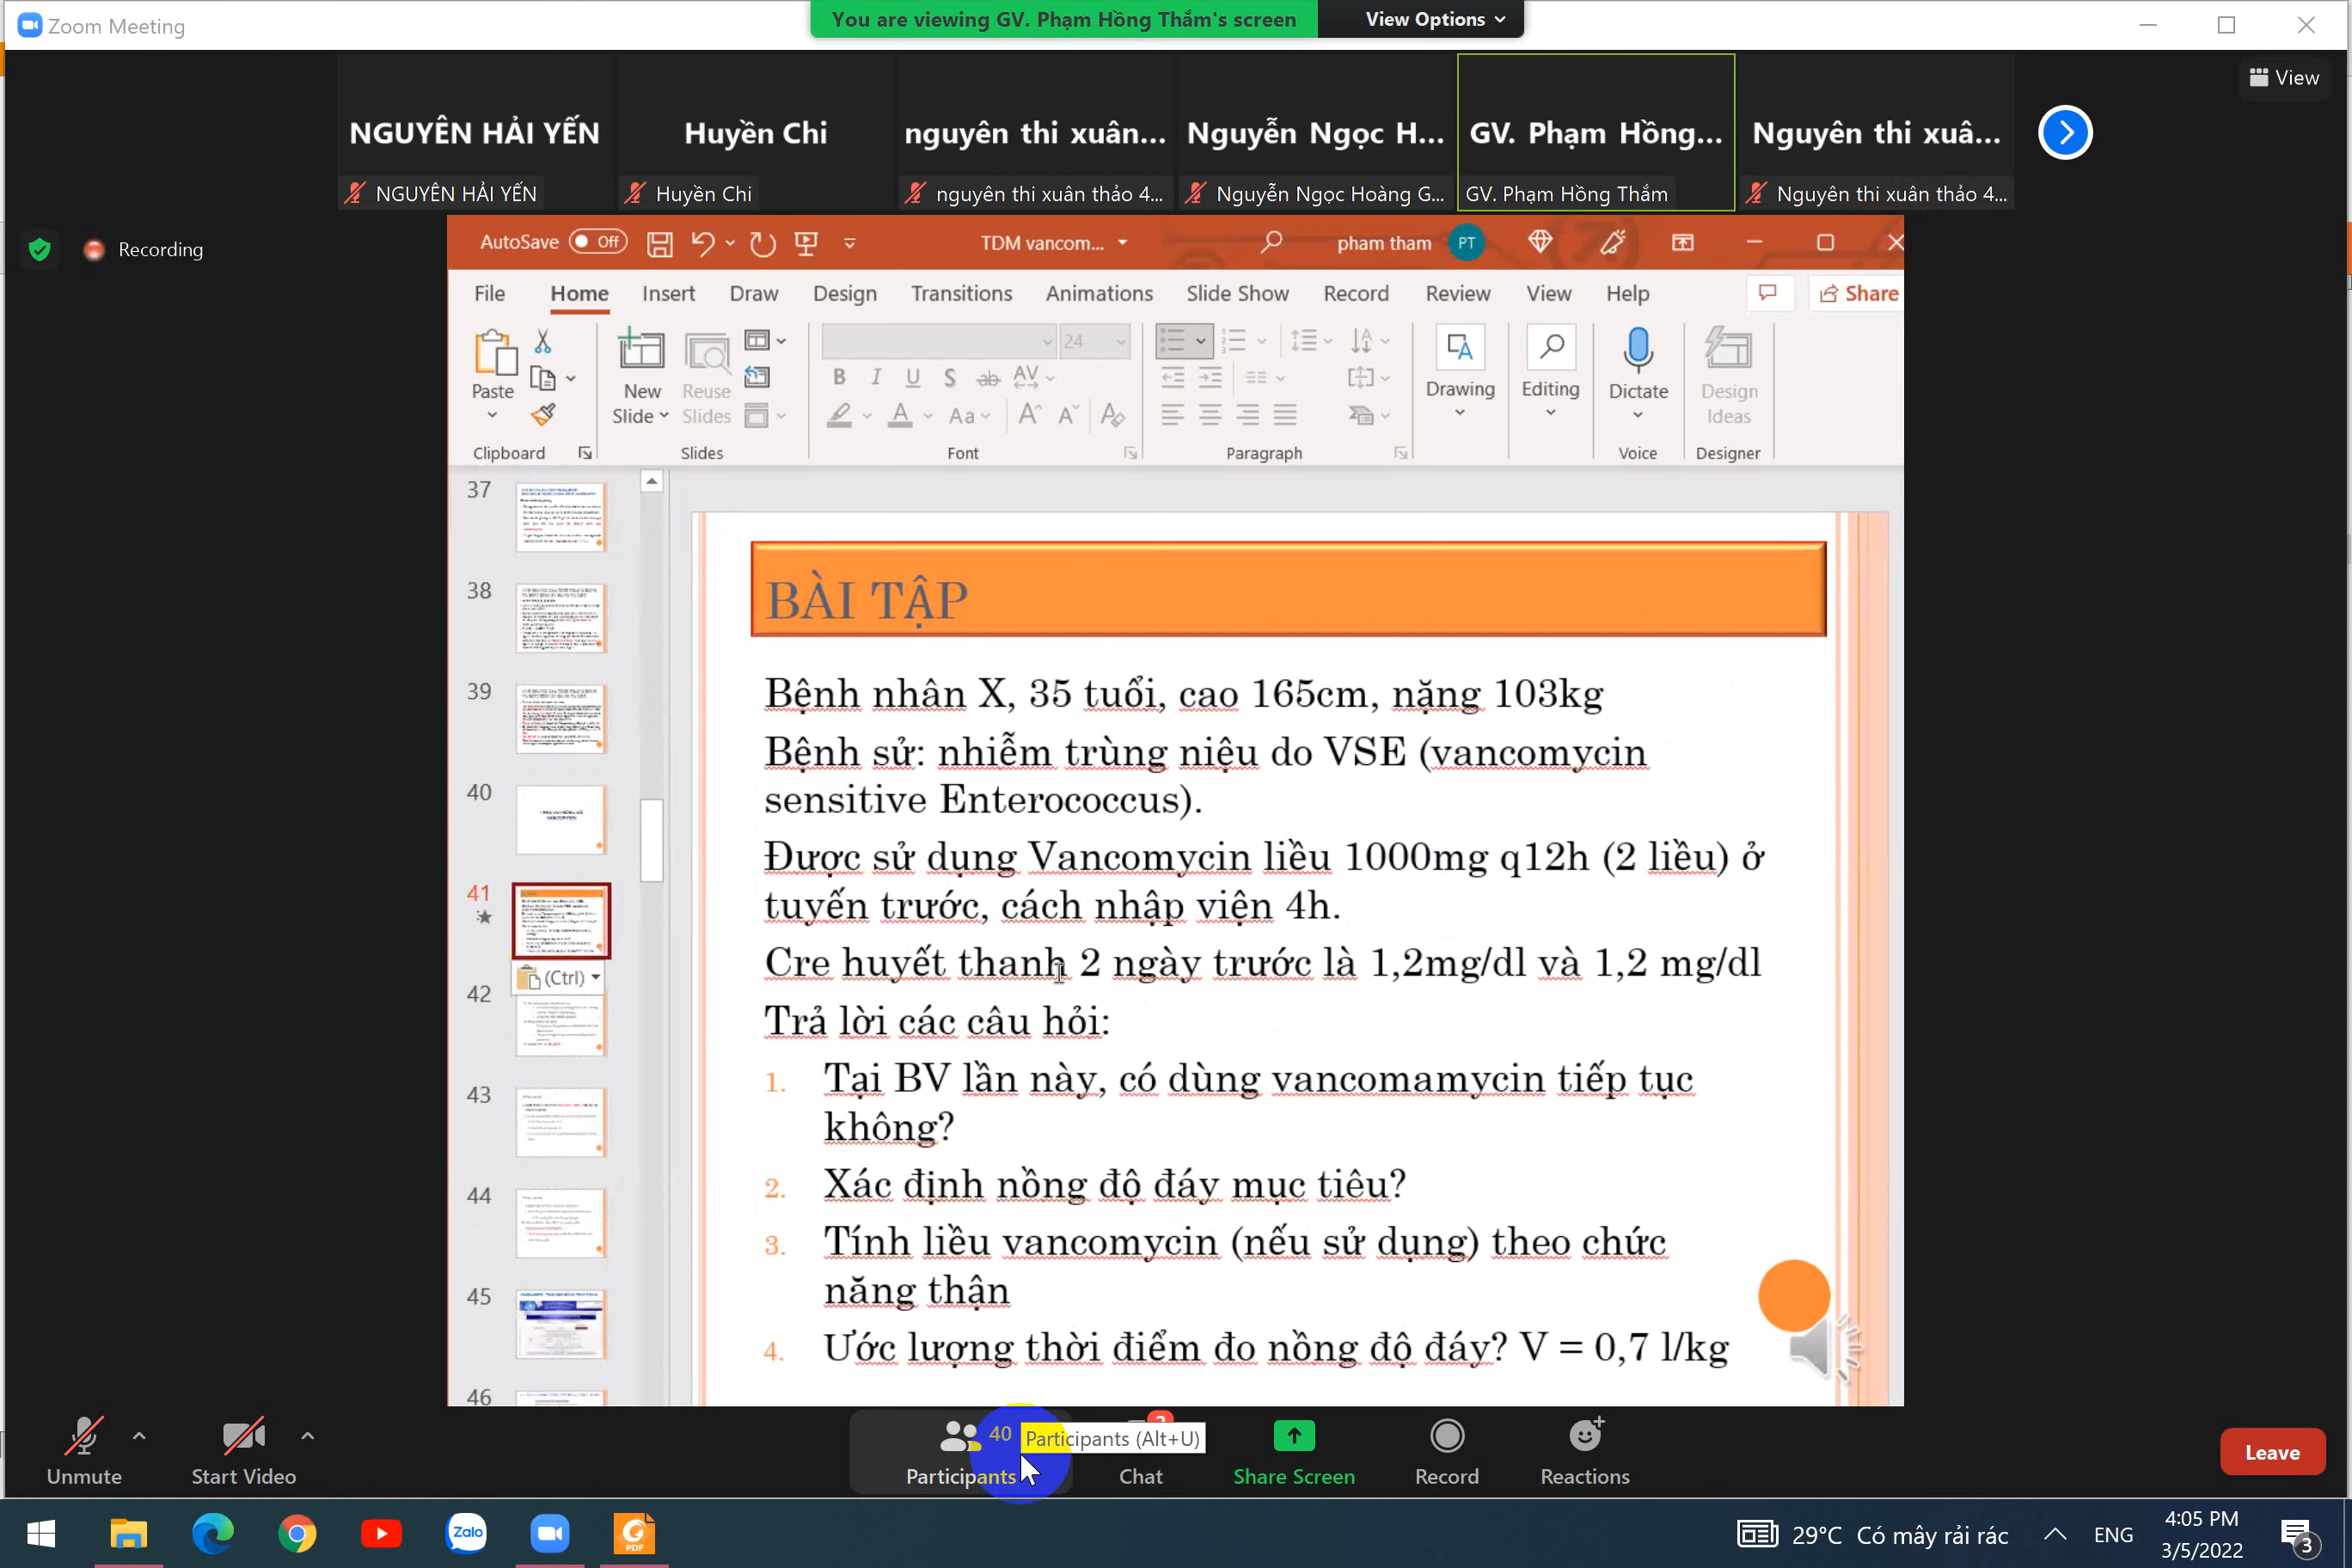 Zoom Meeting
You are viewing GV. Phạm Hồng Thắm's screen
View Options
View
NGUYÊN HẢI YẾN
Huyền Chi
nguyên thi xuân...
Nguyễn Ngọc H...
GV. Phạm Hồng...
Nguyên thi xuâ...
NGUYÊN HẢI YẾN
Huyền Chi
nguyên thi xuân thảo 4...
Nguyễn Ngọc Hoàng G...
GV. Phạm Hồng Thắm
Nguyên thi xuân thảo 4...
Recording
AutoSave Off
TDM vancom...
pham tham PT
File Home Insert Draw Design Transitions Animations Slide Show Record Review View Help Share
24
Paste
New Slide
Reuse Slides
Drawing
Editing
Dictate
Design Ideas
Clipboard Slides Font Paragraph Voice Designer
37
38
39
40
41
(Ctrl)
42
43
44
45
46
BÀI TẬP
Bệnh nhân X, 35 tuổi, cao 165cm, nặng 103kg
Bệnh sử: nhiễm trùng niệu do VSE (vancomycin
sensitive Enterococcus).
Được sử dụng Vancomycin liều 1000mg q12h (2 liều) ở
tuyến trước, cách nhập viện 4h.
Cre huyết thanh 2 ngày trước là 1,2mg/dl và 1,2 mg/dl
Trả lời các câu hỏi:
1. Tại BV lần này, có dùng vancomamycin tiếp tục
không?
2. Xác định nồng độ đáy mục tiêu?
3. Tính liều vancomycin (nếu sử dụng) theo chức
năng thận
4. Ước lượng thời điểm đo nồng độ đáy? V = 0,7 l/kg
Unmute
Start Video
40
Participants (Alt+U)
Participants
Chat
Share Screen
Record
Reactions
Leave
Zalo
PDF
29°C Có mây rải rác
ENG
4:05 PM
3/5/2022
3